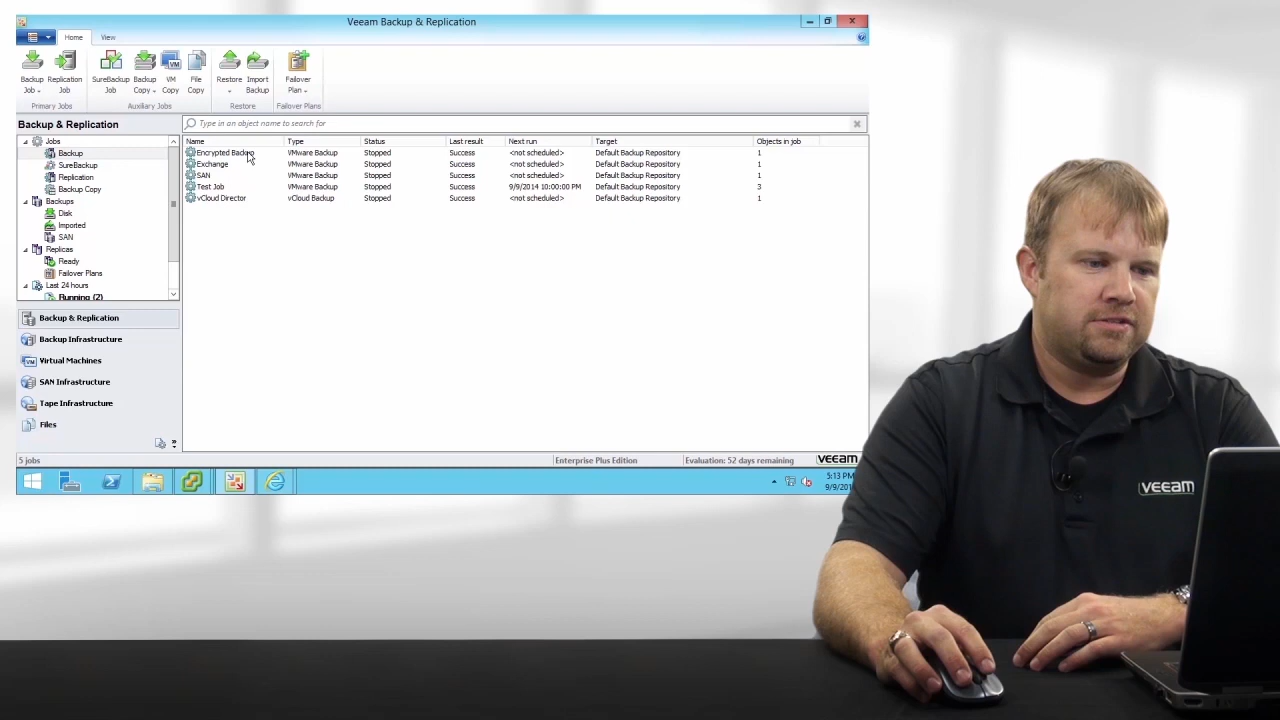 Veeam Backup & Replication
Home View
Backup Job
Replication Job
Primary Jobs
SureBackup Job
Backup Copy
VM Copy
File Copy
Auxiliary Jobs
Restore
Import Backup
Restore
Failover Plan
Failover Plans
Backup & Replication
Type in an object name to search for
Jobs
Backup
SureBackup
Replication
Backup Copy
Backups
Disk
Imported
SAN
Replicas
Ready
Failover Plans
Last 24 hours
Running (2)
Name Type Status Last result Next run Target Objects in job
Encrypted Backup VMware Backup Stopped Success <not scheduled> Default Backup Repository 1
Exchange VMware Backup Stopped Success <not scheduled> Default Backup Repository 1
SAN VMware Backup Stopped Success <not scheduled> Default Backup Repository 1
Test Job VMware Backup Stopped Success 9/9/2014 10:00:00 PM Default Backup Repository 3
vCloud Director vCloud Backup Stopped Success <not scheduled> Default Backup Repository 1
Backup & Replication
Backup Infrastructure
Virtual Machines
SAN Infrastructure
Tape Infrastructure
Files
5 jobs Enterprise Plus Edition Evaluation: 52 days remaining veeam
5:13 PM
veeam